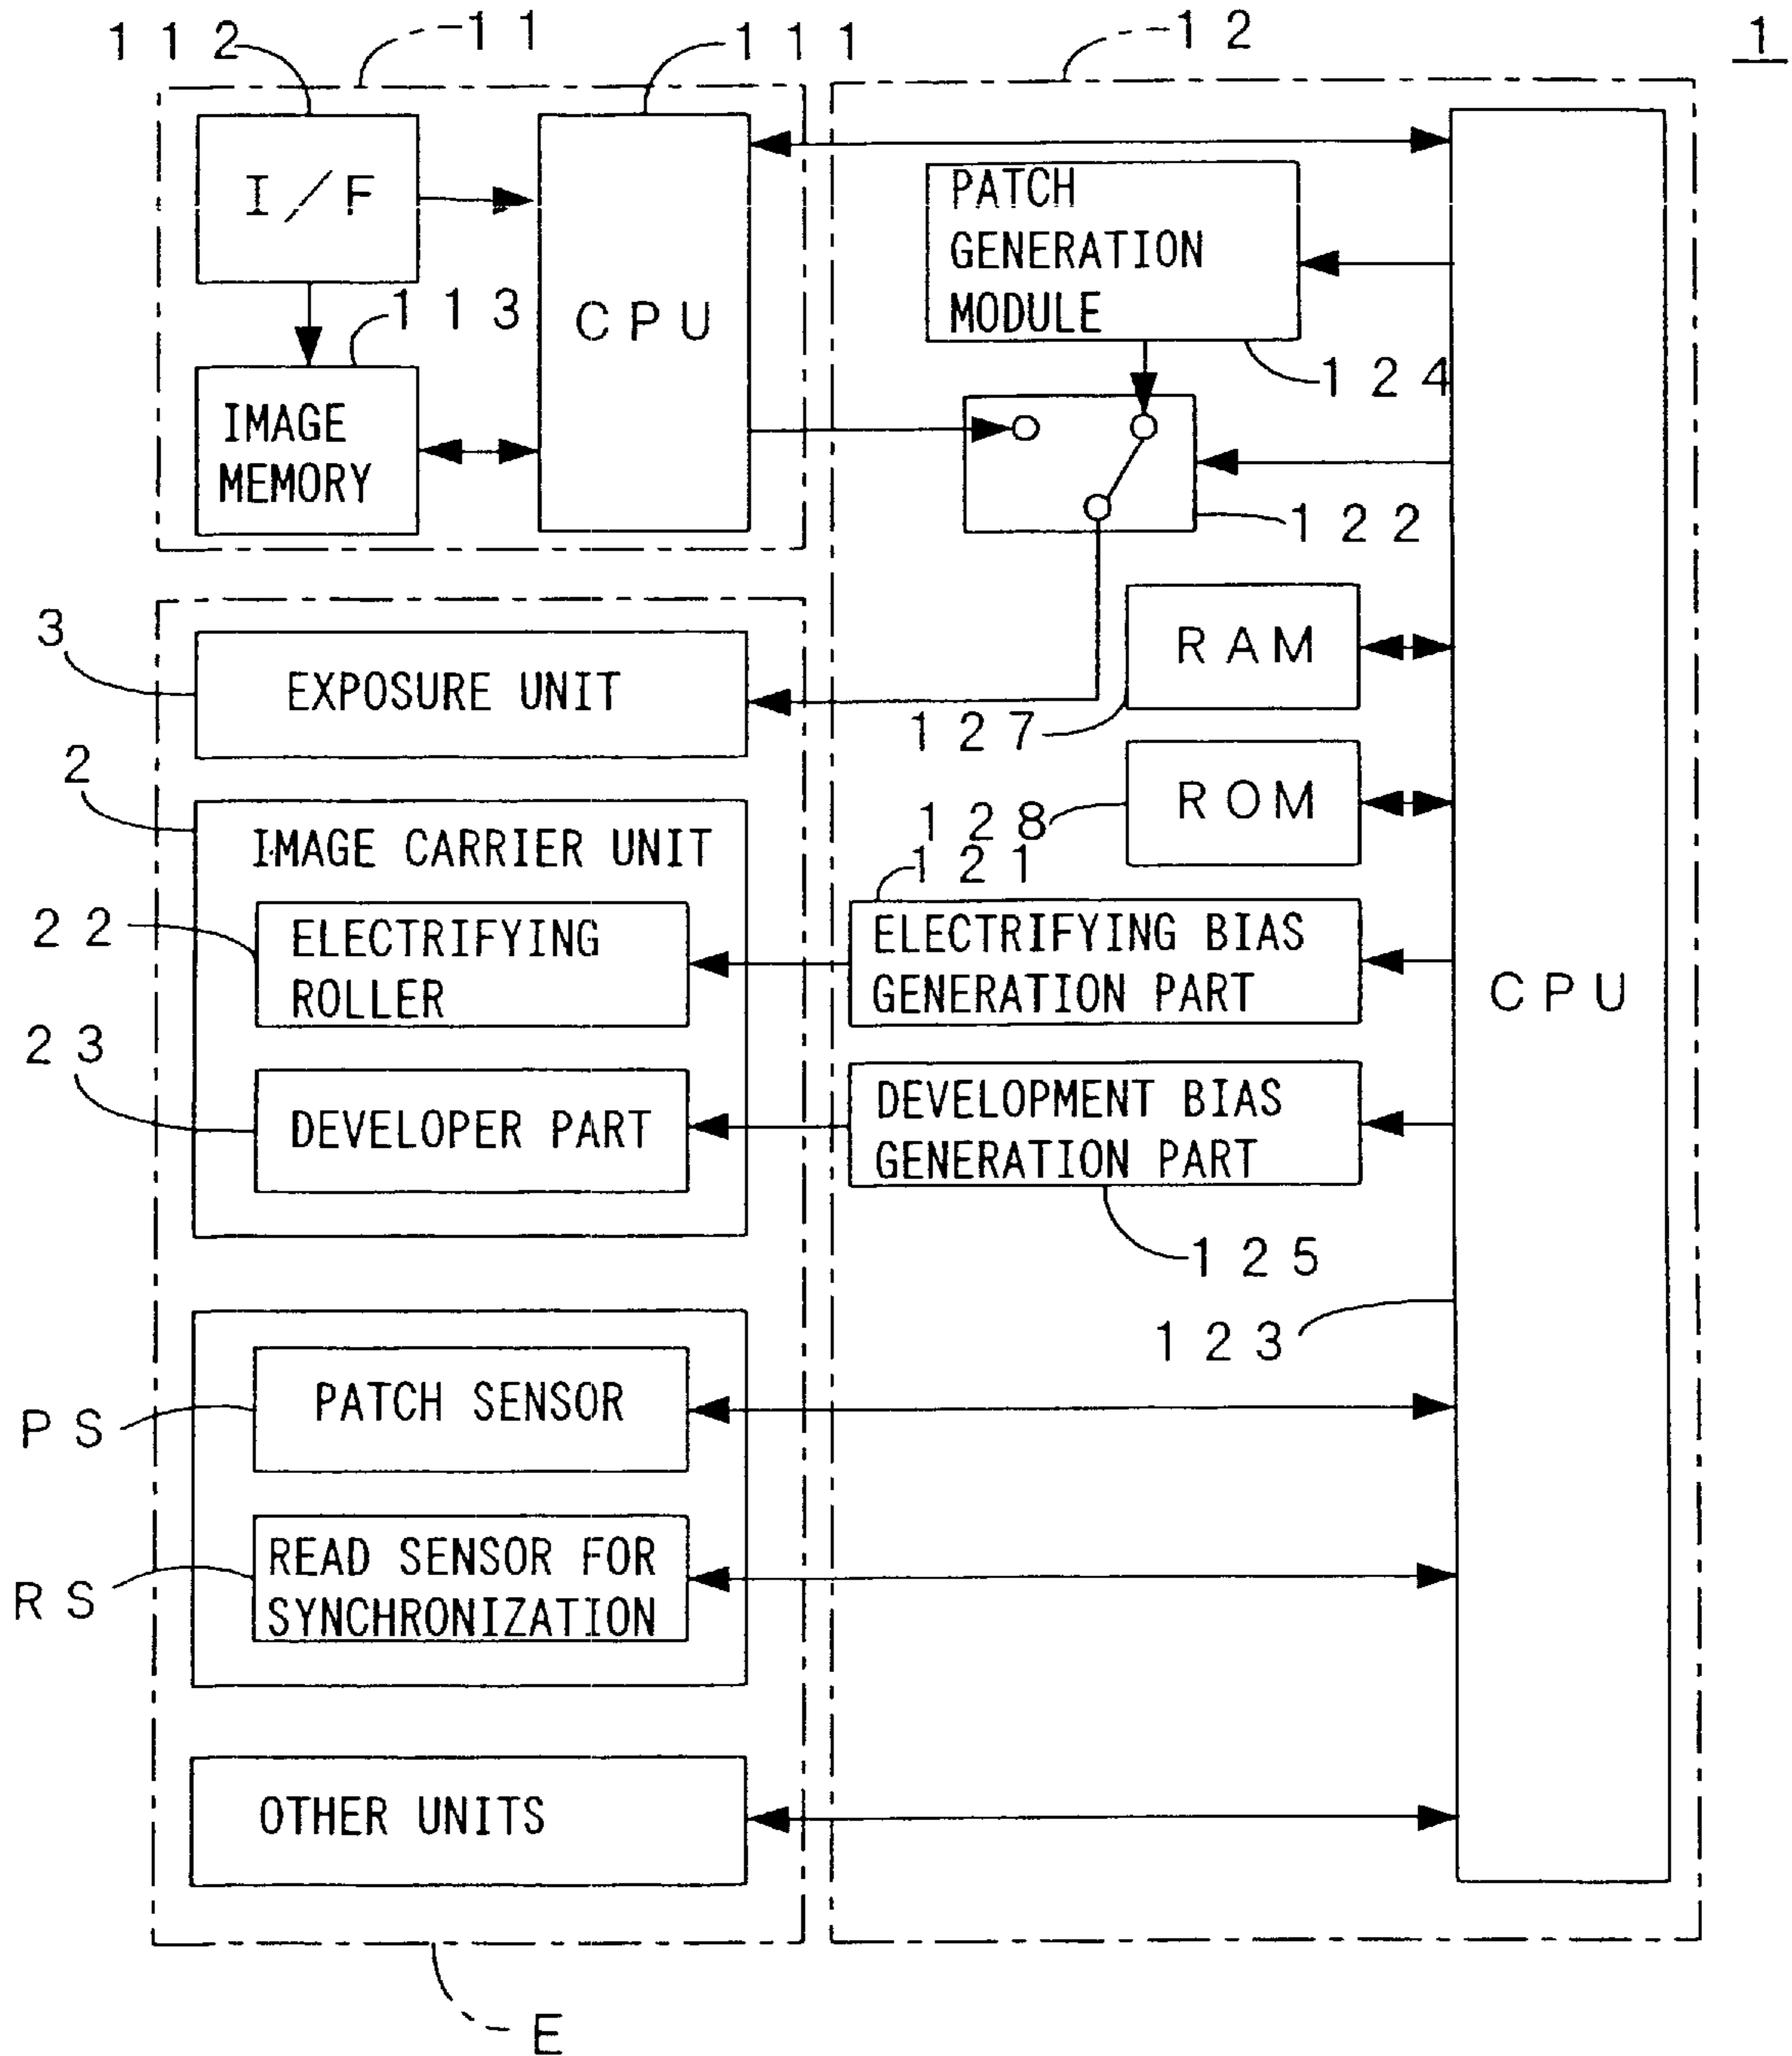 1
112
11
111
12
I/F
CPU
PATCH
GENERATION
MODULE
113
124
IMAGE
MEMORY
122
3
EXPOSURE UNIT
RAM
127
2
IMAGE CARRIER UNIT
ROM
128
121
22
ELECTRIFYING
ROLLER
ELECTRIFYING BIAS
GENERATION PART
CPU
23
DEVELOPER PART
DEVELOPMENT BIAS
GENERATION PART
125
123
PS
PATCH SENSOR
RS
READ SENSOR FOR
SYNCHRONIZATION
OTHER UNITS
E